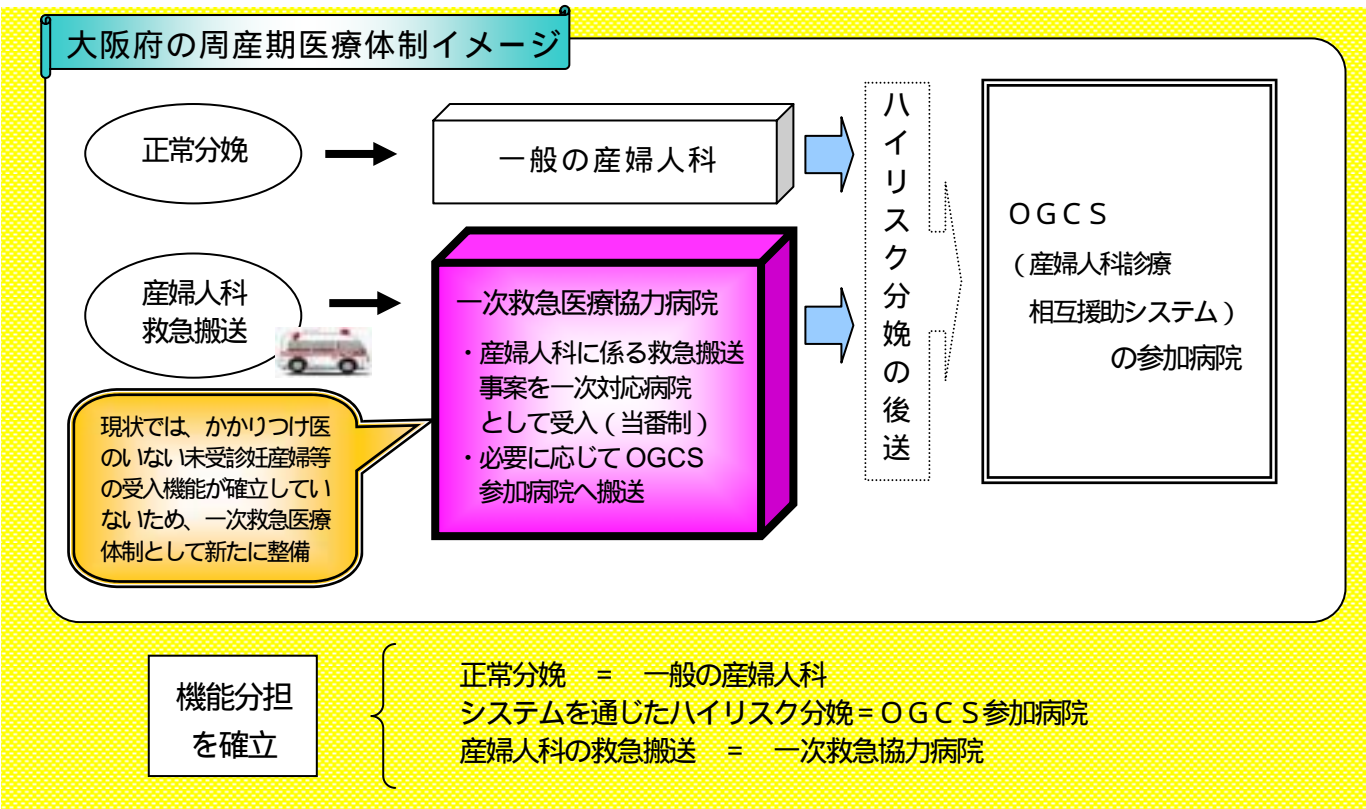 大阪府の周産期医療体制イメージ
正常分娩
一般の産婦人科
産婦人科
救急搬送
一次救急医療協力病院
・産婦人科に係る救急搬送
事案を一次対応病院
として受入(当番制)
・必要に応じてOGCS
参加病院へ搬送
現状では、かかりつけ医
のいない未受診妊産婦等
の受入機能が確立してい
ないため、一次救急医療
体制として新たに整備
ハイリスク分娩の後送
OGCS
(産婦人科診療
相互援助システム)
の参加病院
機能分担
を確立
正常分娩 = 一般の産婦人科
システムを通じたハイリスク分娩=OGCS参加病院
産婦人科の救急搬送 = 一次救急協力病院